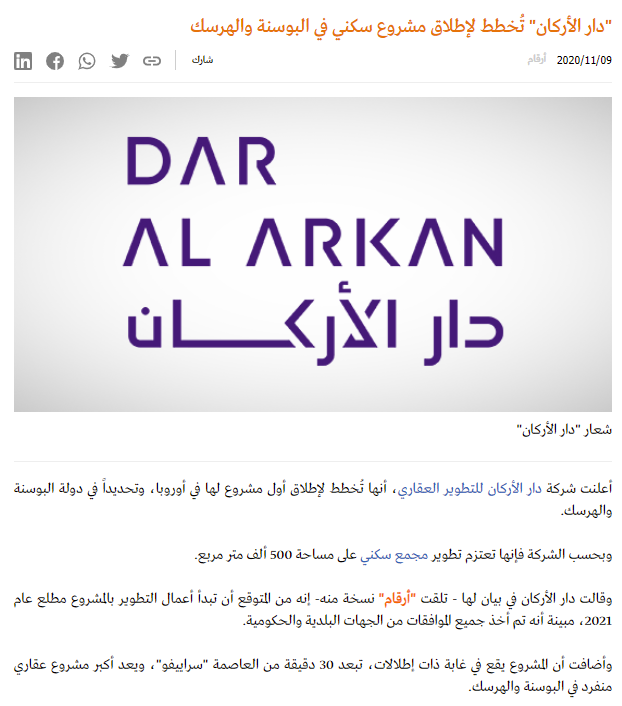 "دار الأركان" تُخطط لإطلاق مشروع سكني في البوسنة والهرسك
2020/11/09 أرقام
شارك
DAR
AL ARKAN
دار الأركان
شعار "دار الأركان"
أعلنت شركة دار الأركان للتطوير العقاري، أنها تُخطط لإطلاق أول مشروع لها في أوروبا، وتحديداً في دولة البوسنة
والهرسك.
وبحسب الشركة فإنها تعتزم تطوير مجمع سكني على مساحة 500 ألف متر مربع.
وقالت دار الأركان في بيان لها - تلقت "أرقام" نسخة منه- إنه من المتوقع أن تبدأ أعمال التطوير بالمشروع مطلع عام
2021، مبينة أنه تم أخذ جميع الموافقات من الجهات البلدية والحكومية.
وأضافت أن المشروع يقع في غابة ذات إطلالات، تبعد 30 دقيقة من العاصمة "سراييفو"، ويعد أكبر مشروع عقاري
منفرد في البوسنة والهرسك.